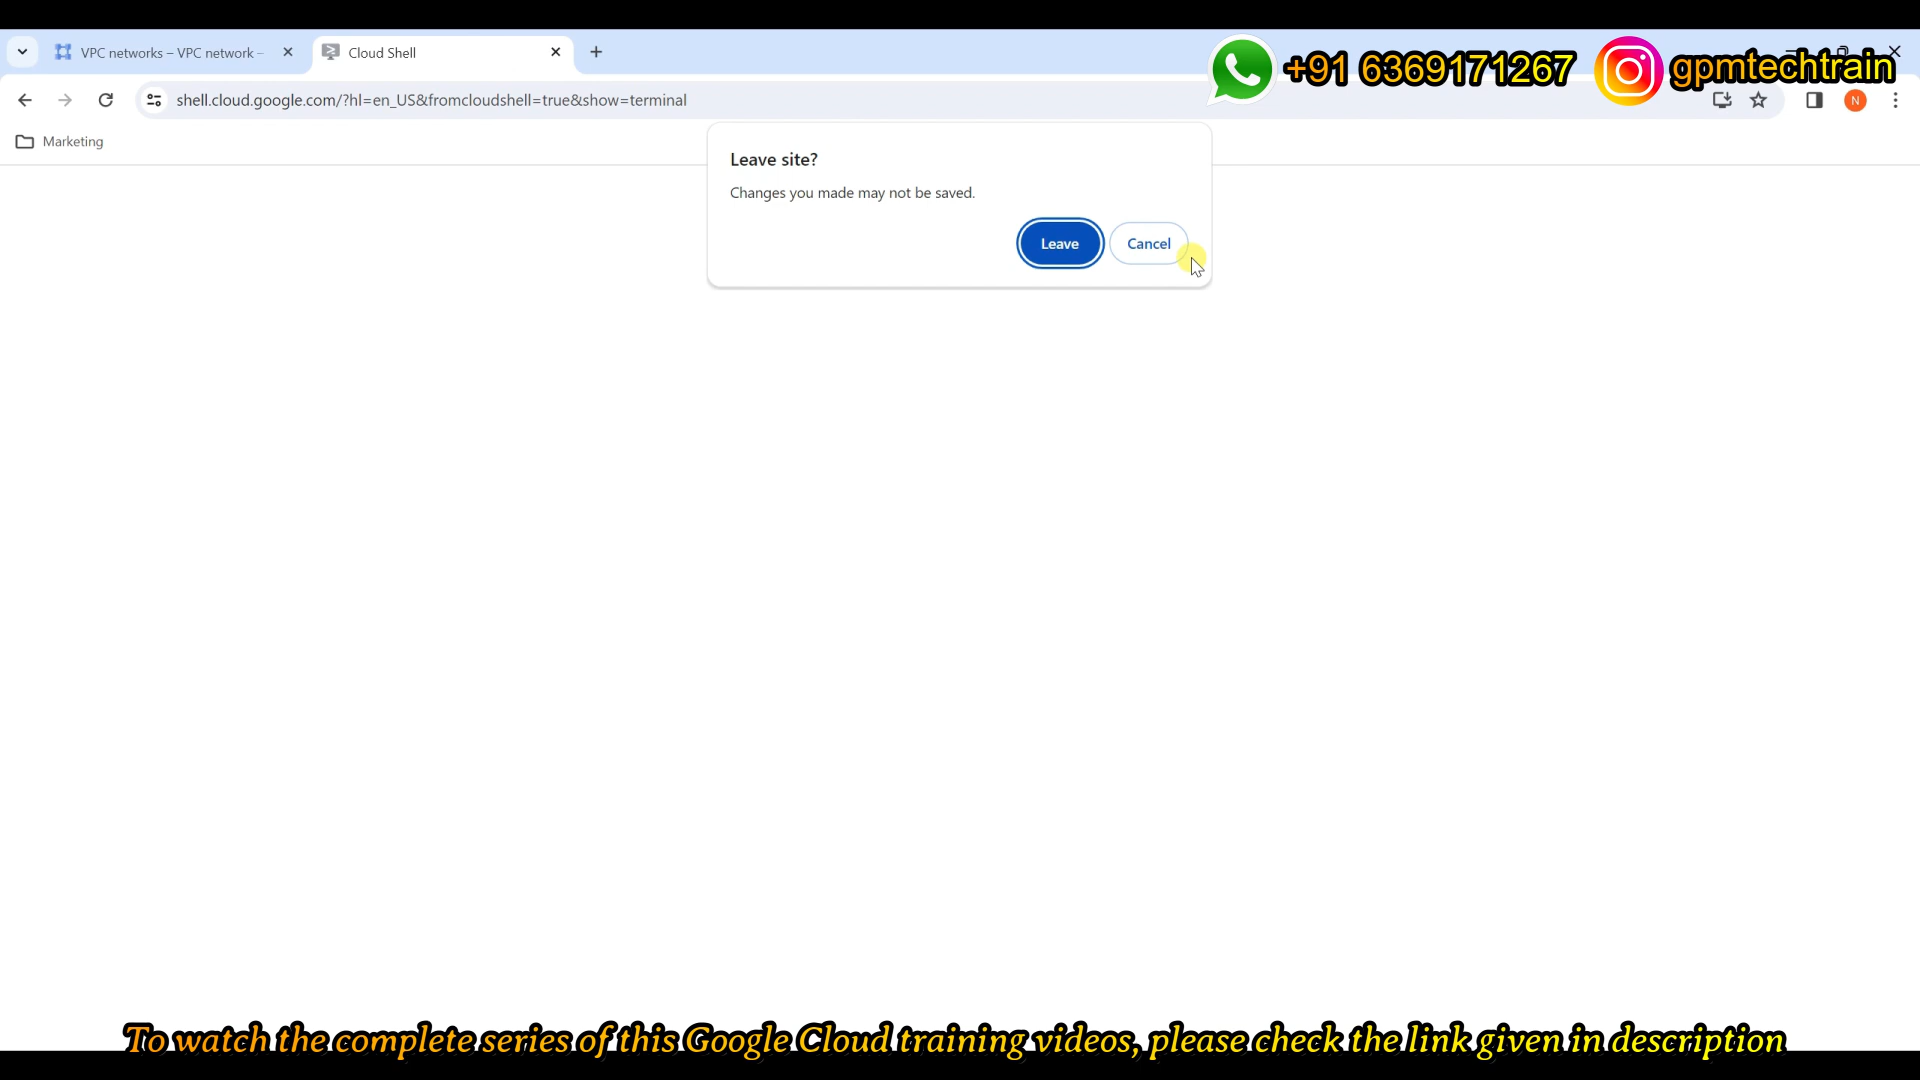 VPC networks – VPC network –
Cloud Shell
+91 6369171267
gpmtechtrain
shell.cloud.google.com/?hl=en_US&fromcloudshell=true&show=terminal
N
Marketing
Leave site?
Changes you made may not be saved.
Leave
Cancel
To watch the complete series of this Google Cloud training videos, please check the link given in description